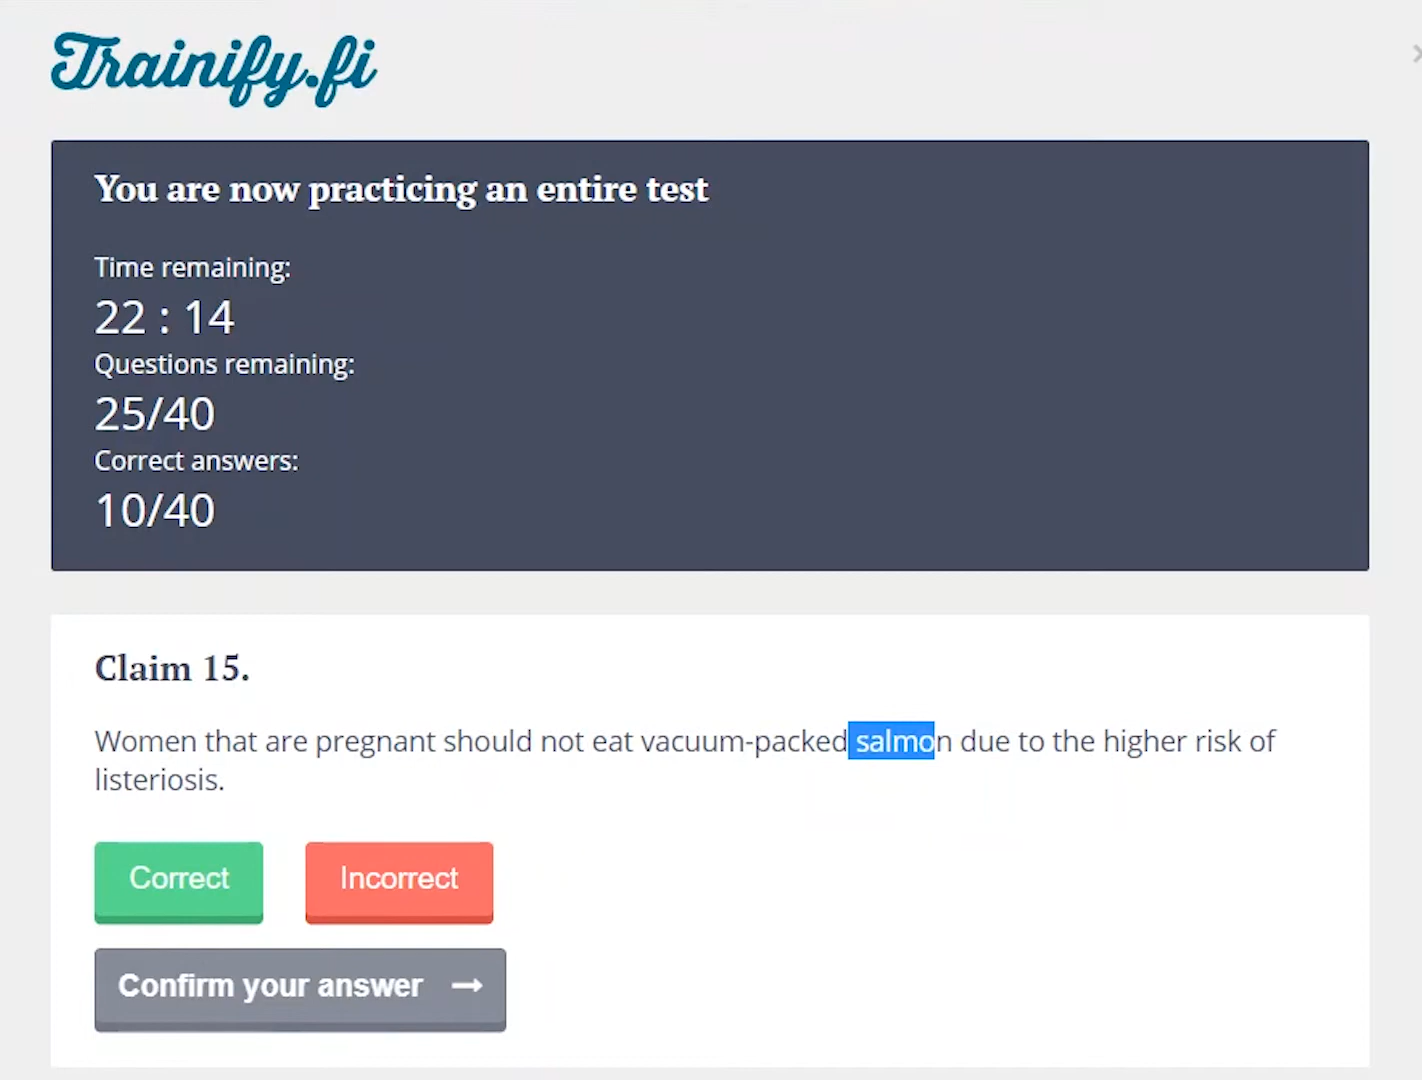 Trainify.fi
You are now practicing an entire test
Time remaining:
22 : 14
Questions remaining:
25/40
Correct answers:
10/40
Claim 15.
Women that are pregnant should not eat vacuum-packed salmon due to the higher risk of
listeriosis.
Correct
Incorrect
Confirm your answer →